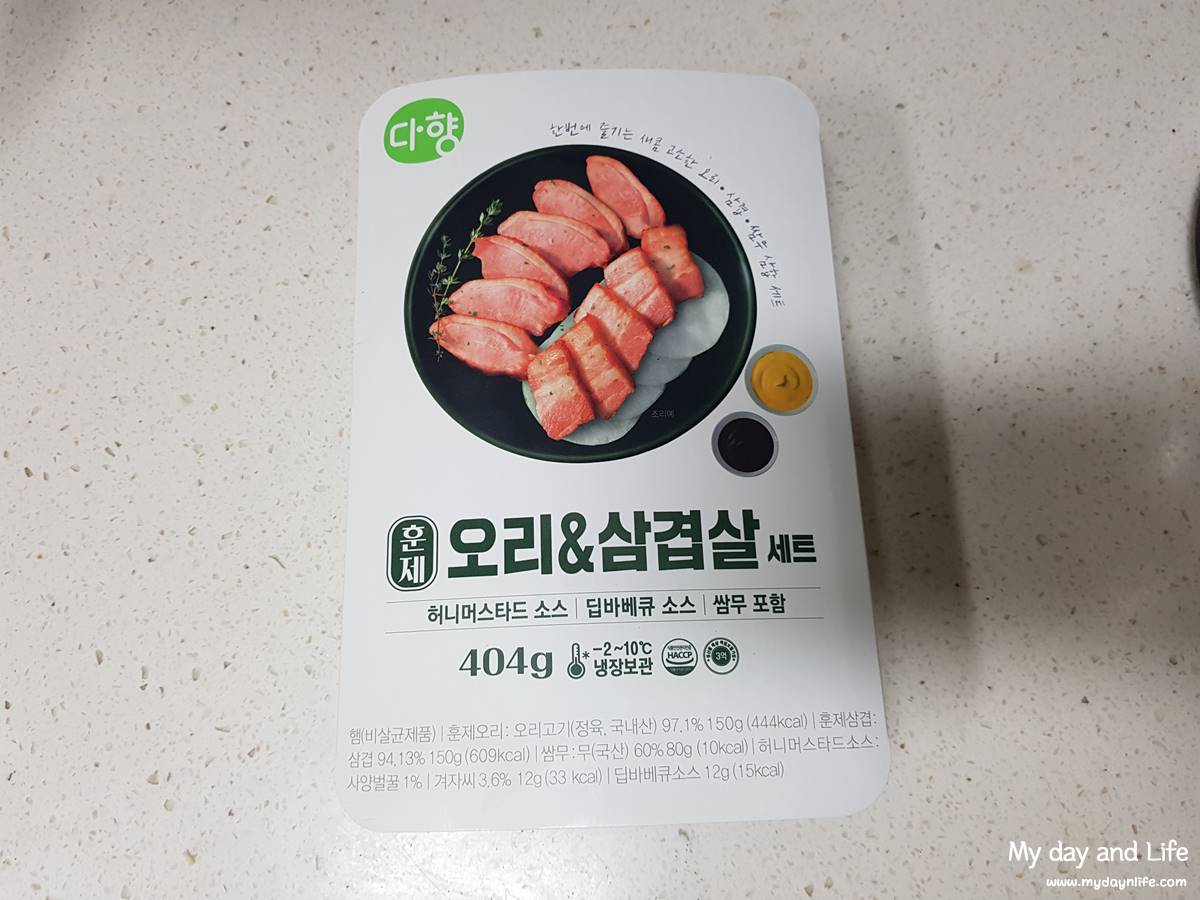 다향
한번에 즐기는 새콤 고소한 오리•삼겹•쌈무 삼합 세트
조리예
훈제
오리&삼겹살 세트
허니머스타드 소스 | 딥바베큐 소스 | 쌈무 포함
404g
-2~10℃
냉장보관
HACCP
3억
햄(비살균제품) | 훈제오리: 오리고기(정육, 국내산) 97.1% 150g (444kcal) | 훈제삼겹:
삼겹 94.13% 150g (609kcal) | 쌈무:무(국산) 60% 80g (10kcal) | 허니머스타드소스:
사양벌꿀 1% | 겨자씨 3.6% 12g (33 kcal) | 딥바베큐소스 12g (15kcal)
My day and Life
www.mydaynlife.com